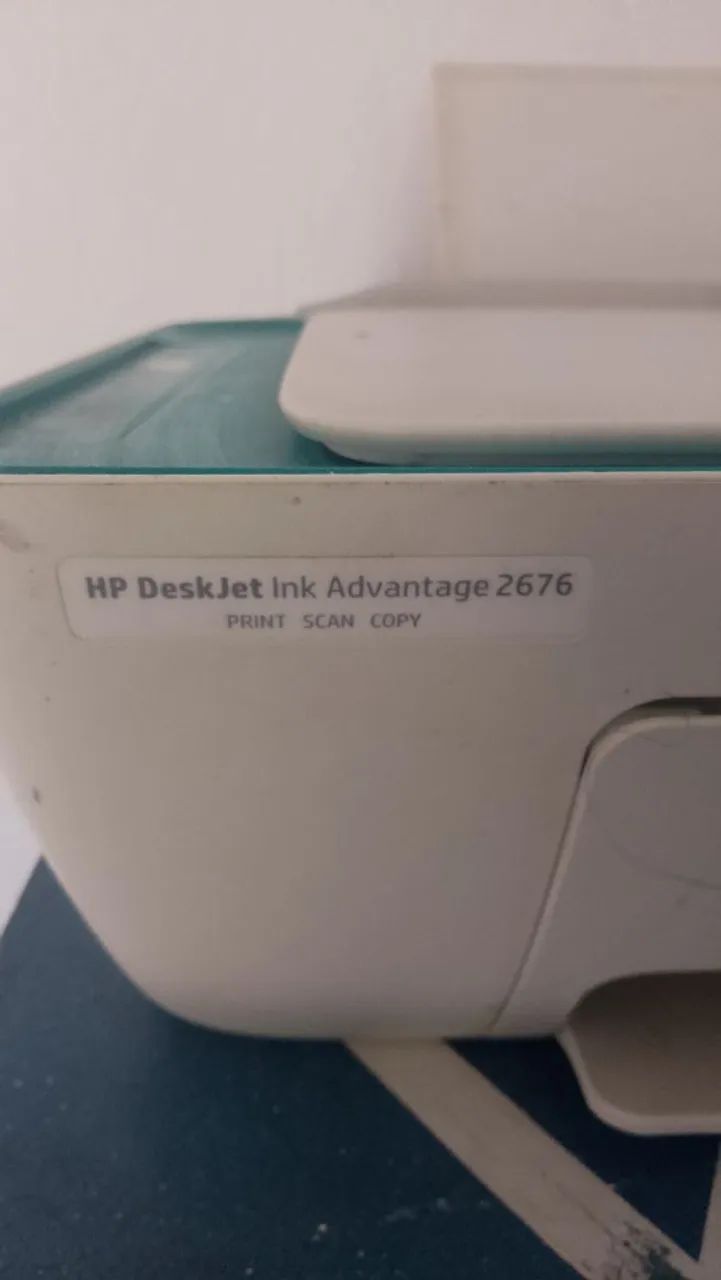 HP DeskJet Ink Advantage 2676
PRINT SCAN COPY